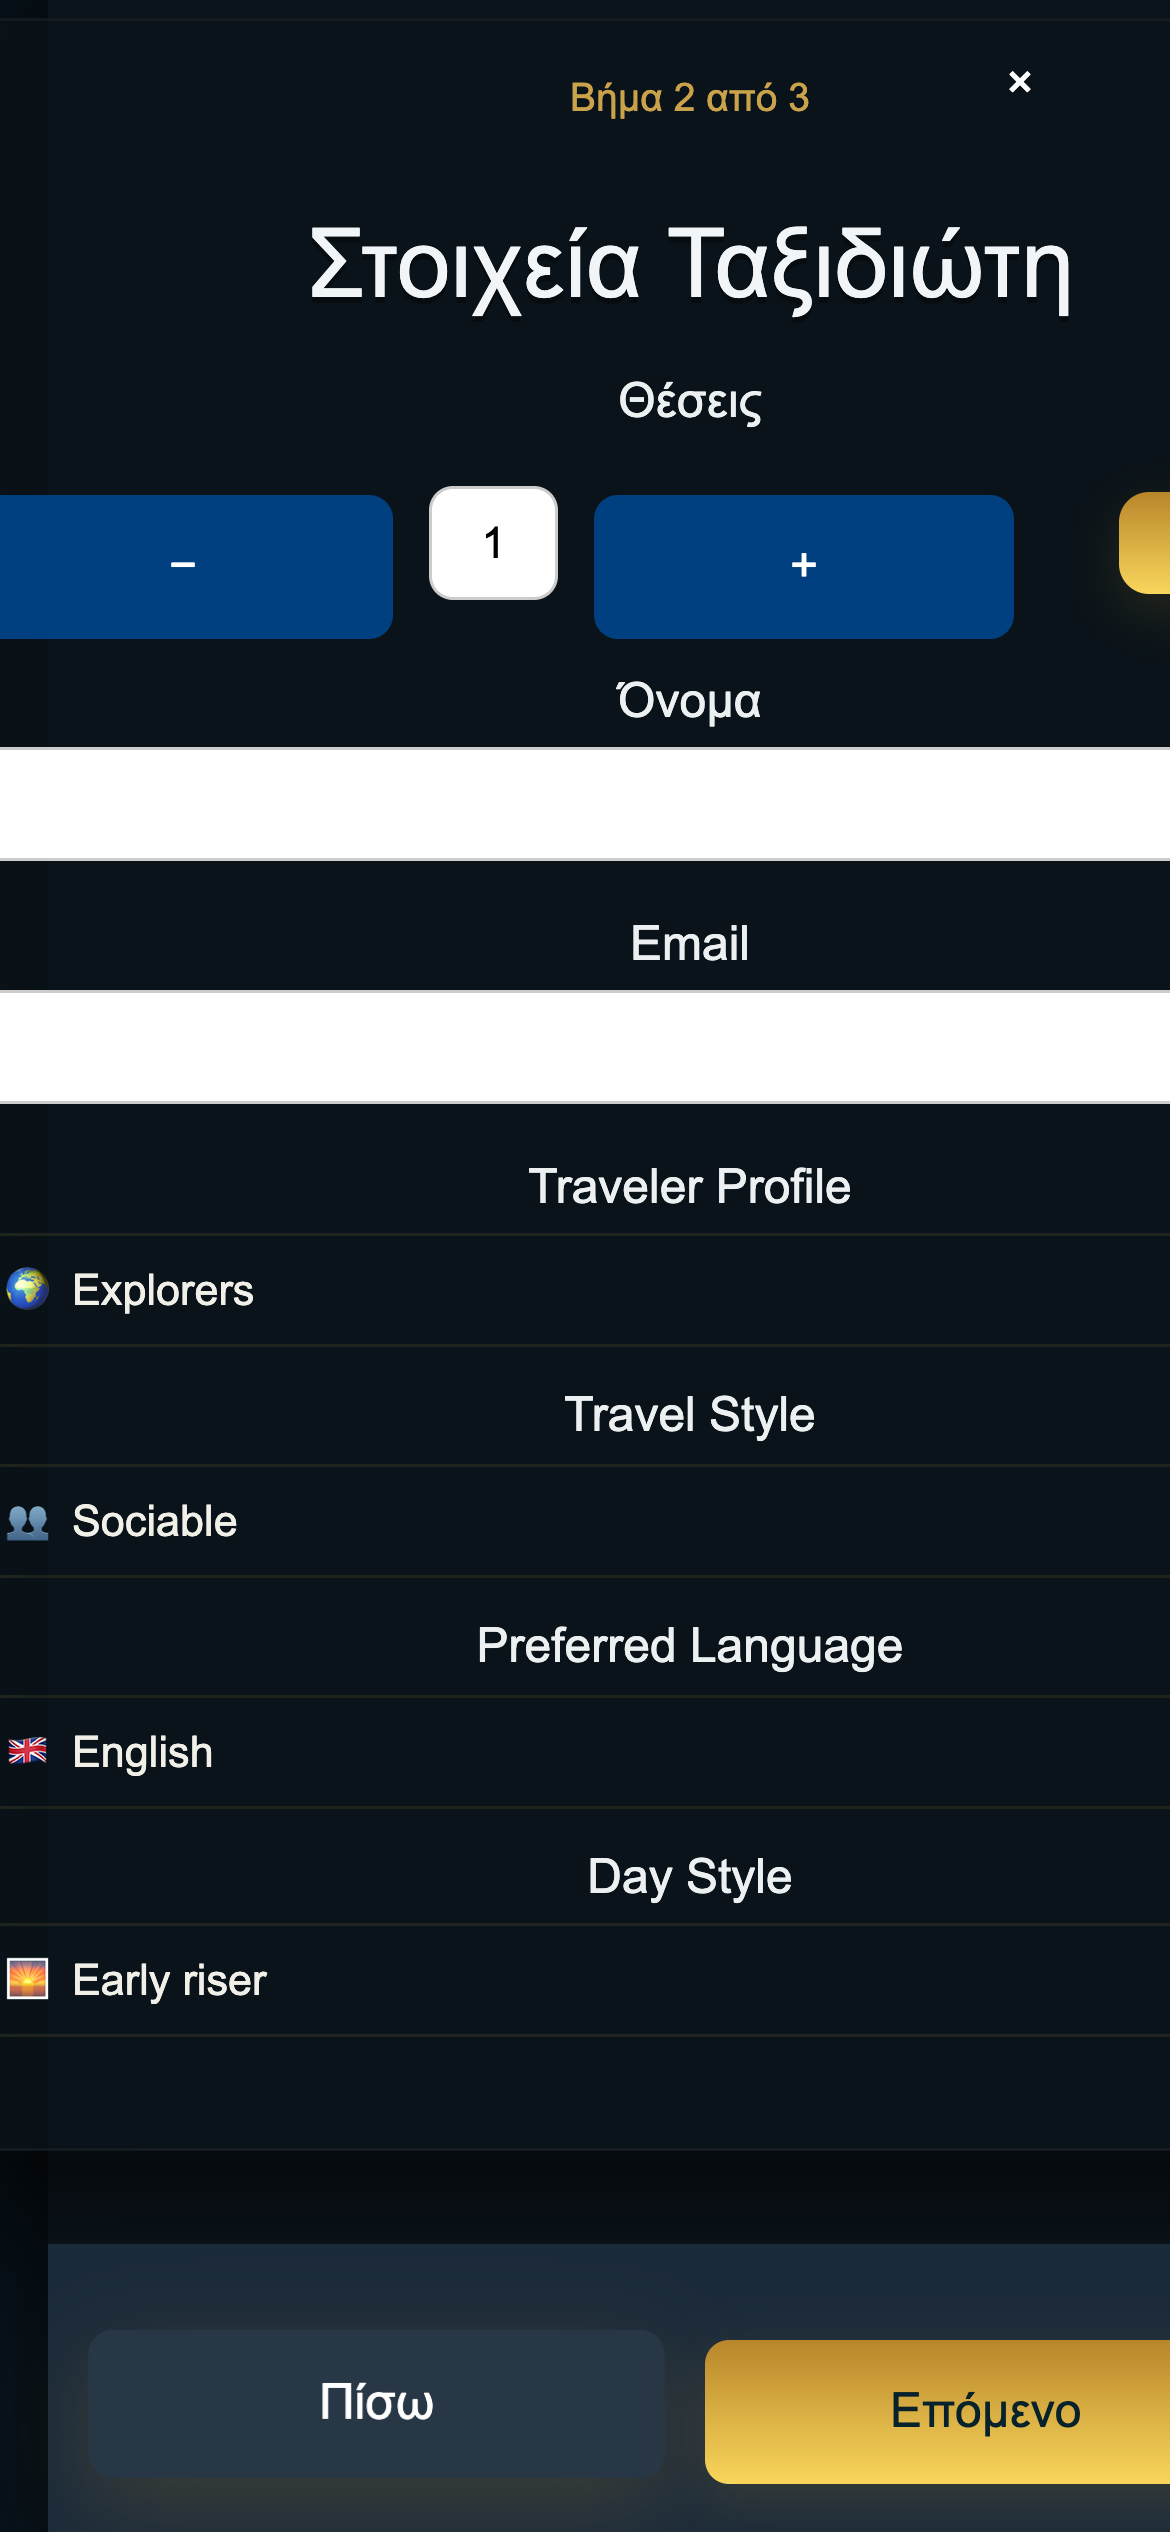 Βήμα 2 από 3
×
Στοιχεία Ταξιδιώτη
Θέσεις
− 1 +
Όνομα
Email
Traveler Profile
🌍 Explorers
Travel Style
👥 Sociable
Preferred Language
🇬🇧 English
Day Style
🌅 Early riser
Πίσω
Επόμενο